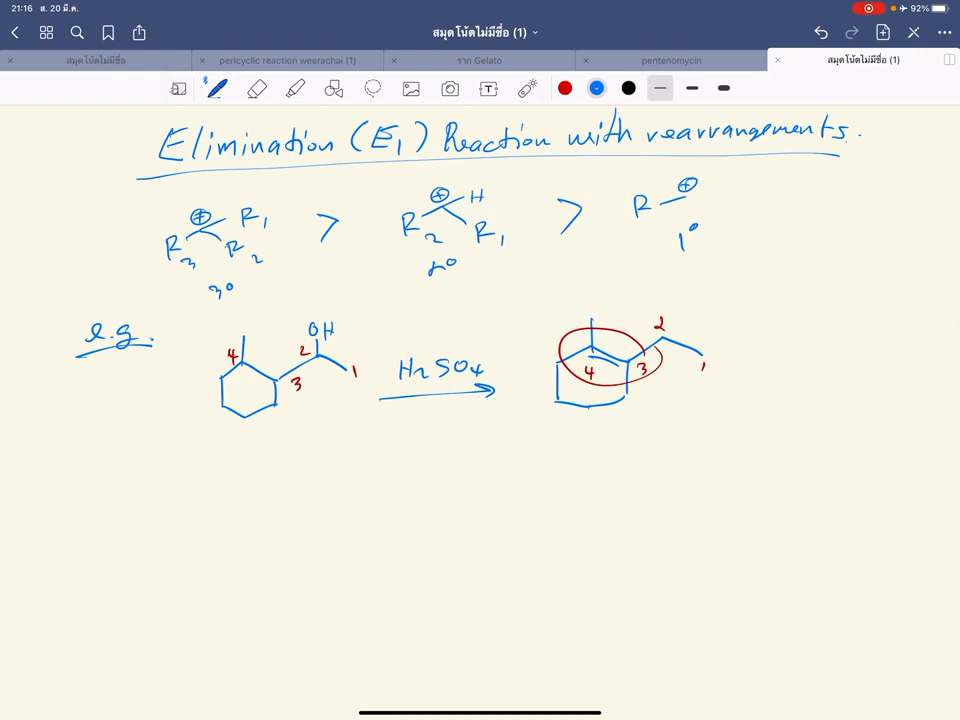 21:16 ส. 20 มี.ค. 92%
สมุดโน้ตไม่มีชื่อ (1)
สมุดโน้ตไม่มีชื่อ pericyclic reaction weerachai (1) ราก Gelato pentenomycin สมุดโน้ตไม่มีชื่อ (1)
Elimination (E1) Reaction with rearrangements.
⊕ R1 R3 R2 > ⊕ H R2 R1 > R ⊕
3° 2° 1°
e.g.
OH
4 2 3 1
H2SO4
4 3 2 1